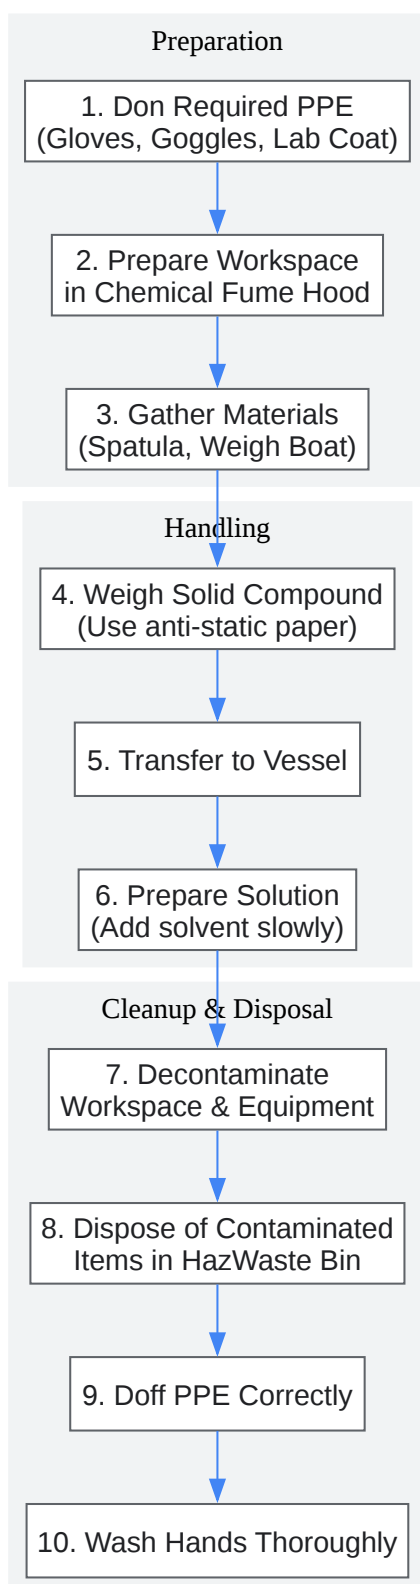 Preparation
1. Don Required PPE
(Gloves, Goggles, Lab Coat)
2. Prepare Workspace
in Chemical Fume Hood
3. Gather Materials
(Spatula, Weigh Boat)
Handling
4. Weigh Solid Compound
(Use anti-static paper)
5. Transfer to Vessel
6. Prepare Solution
(Add solvent slowly)
Cleanup & Disposal
7. Decontaminate
Workspace & Equipment
8. Dispose of Contaminated
Items in HazWaste Bin
9. Doff PPE Correctly
10. Wash Hands Thoroughly